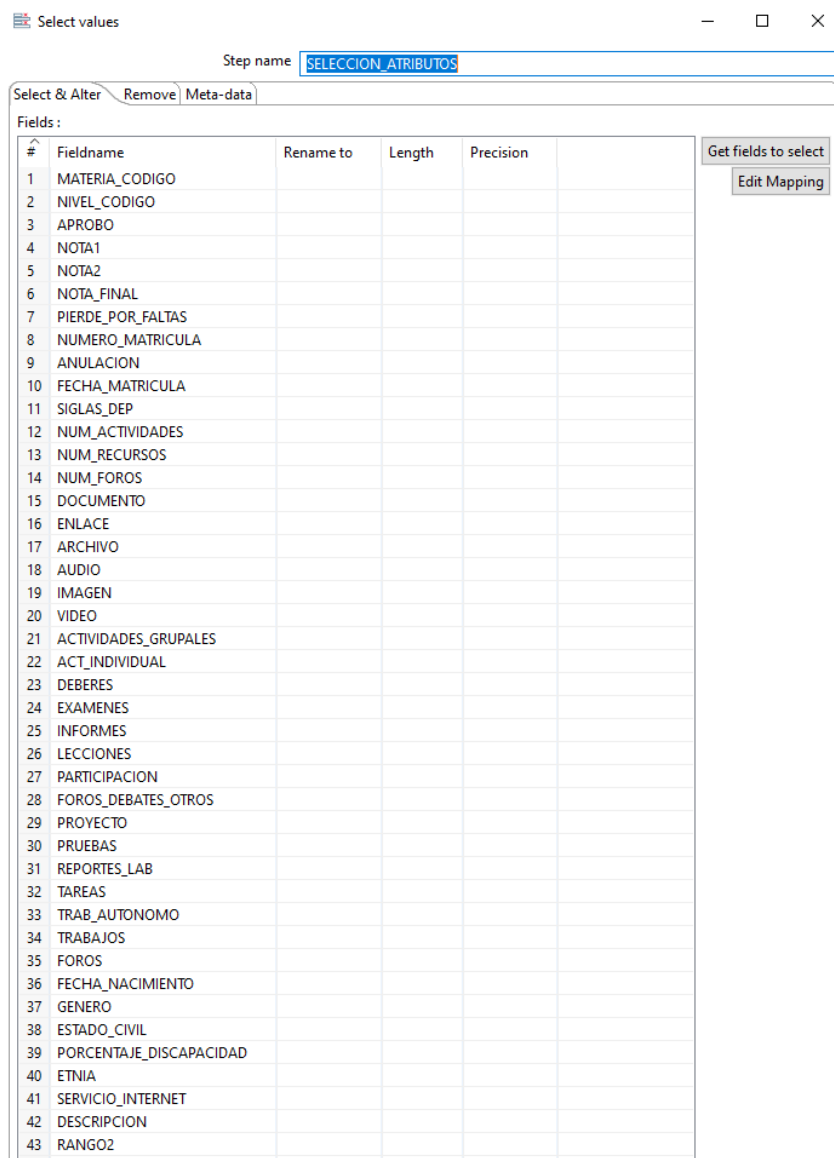 Select values
Step name SELECCION_ATRIBUTOS
Select & Alter Remove Meta-data
Fields :
# Fieldname Rename to Length Precision
Get fields to select
Edit Mapping
1 MATERIA_CODIGO
2 NIVEL_CODIGO
3 APROBO
4 NOTA1
5 NOTA2
6 NOTA_FINAL
7 PIERDE_POR_FALTAS
8 NUMERO_MATRICULA
9 ANULACION
10 FECHA_MATRICULA
11 SIGLAS_DEP
12 NUM_ACTIVIDADES
13 NUM_RECURSOS
14 NUM_FOROS
15 DOCUMENTO
16 ENLACE
17 ARCHIVO
18 AUDIO
19 IMAGEN
20 VIDEO
21 ACTIVIDADES_GRUPALES
22 ACT_INDIVIDUAL
23 DEBERES
24 EXAMENES
25 INFORMES
26 LECCIONES
27 PARTICIPACION
28 FOROS_DEBATES_OTROS
29 PROYECTO
30 PRUEBAS
31 REPORTES_LAB
32 TAREAS
33 TRAB_AUTONOMO
34 TRABAJOS
35 FOROS
36 FECHA_NACIMIENTO
37 GENERO
38 ESTADO_CIVIL
39 PORCENTAJE_DISCAPACIDAD
40 ETNIA
41 SERVICIO_INTERNET
42 DESCRIPCION
43 RANGO2